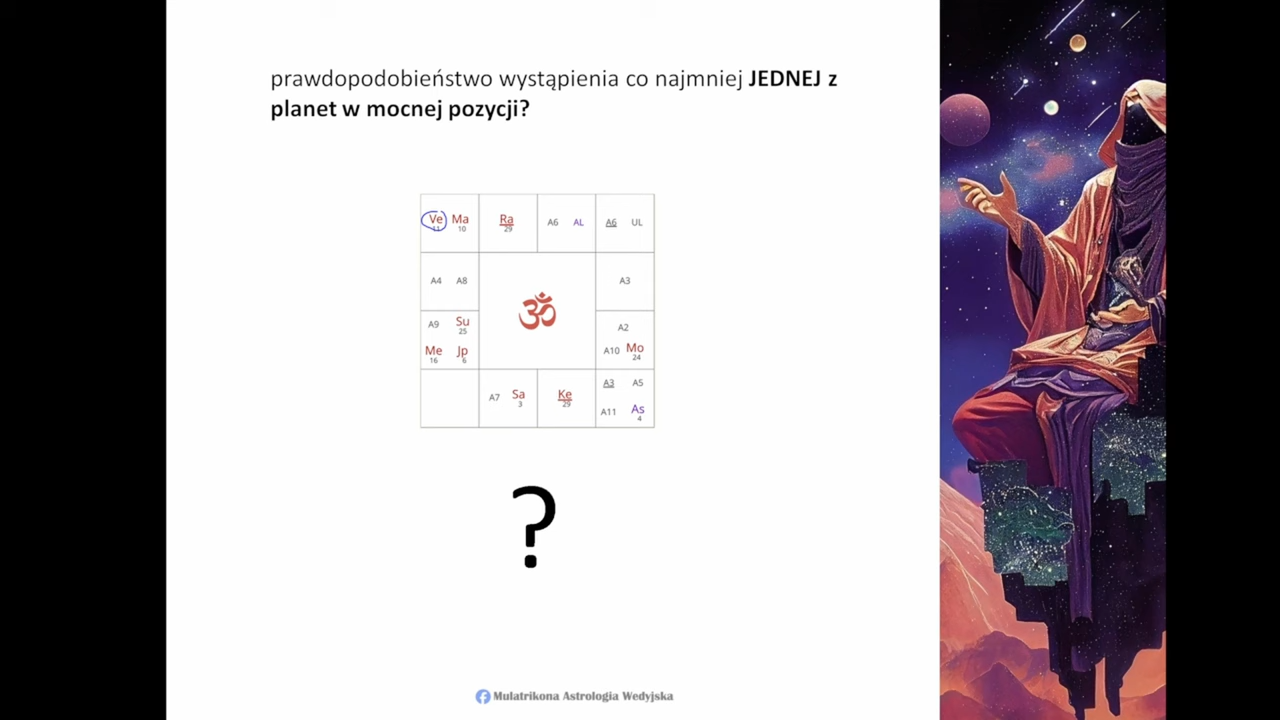 prawdopodobieństwo wystąpienia co najmniej JEDNEJ z
planet w mocnej pozycji?
Ve Ma Ra A6 AL A6 UL
11 10 29
A4 A8 A3
A9 Su A2
25
ॐ
Me Jp A10 Mo
16 6 24
A7 Sa Ke A3 A5
3 29
A11 As
4
?
Mulatrikona Astrologia Wedyjska